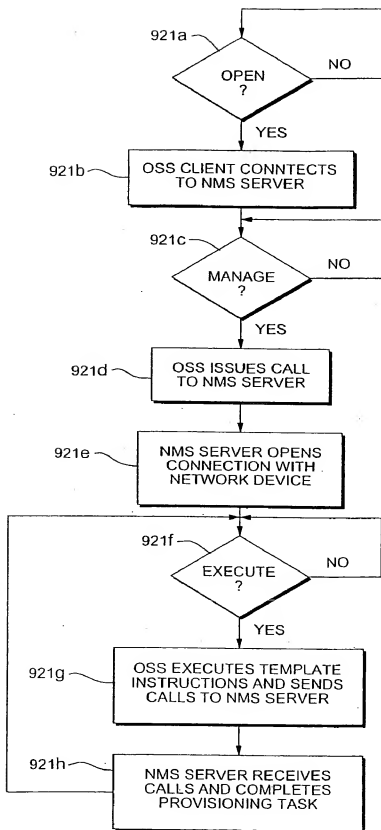 921a
OPEN
?
NO
YES
921b
OSS CLIENT CONNTECTS
TO NMS SERVER
921c
MANAGE
?
NO
YES
921d
OSS ISSUES CALL
TO NMS SERVER
921e
NMS SERVER OPENS
CONNECTION WITH
NETWORK DEVICE
921f
EXECUTE
?
NO
YES
921g
OSS EXECUTES TEMPLATE
INSTRUCTIONS AND SENDS
CALLS TO NMS SERVER
921h
NMS SERVER RECEIVES
CALLS AND COMPLETES
PROVISIONING TASK